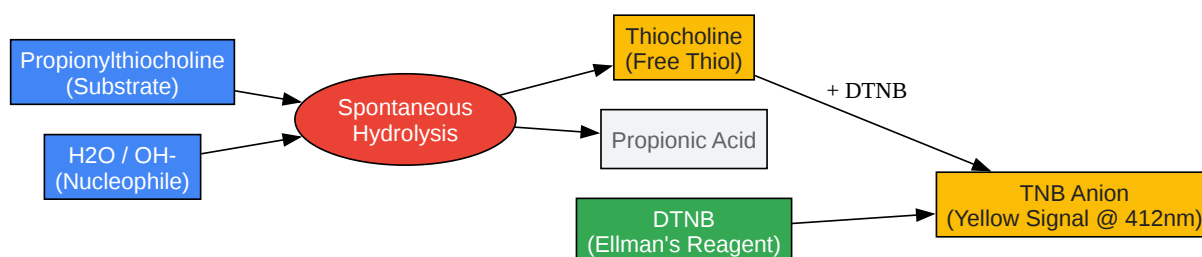 Propionylthiocholine
(Substrate)
H2O / OH-
(Nucleophile)
Spontaneous
Hydrolysis
Thiocholine
(Free Thiol)
Propionic Acid
+ DTNB
DTNB
(Ellman's Reagent)
TNB Anion
(Yellow Signal @ 412nm)